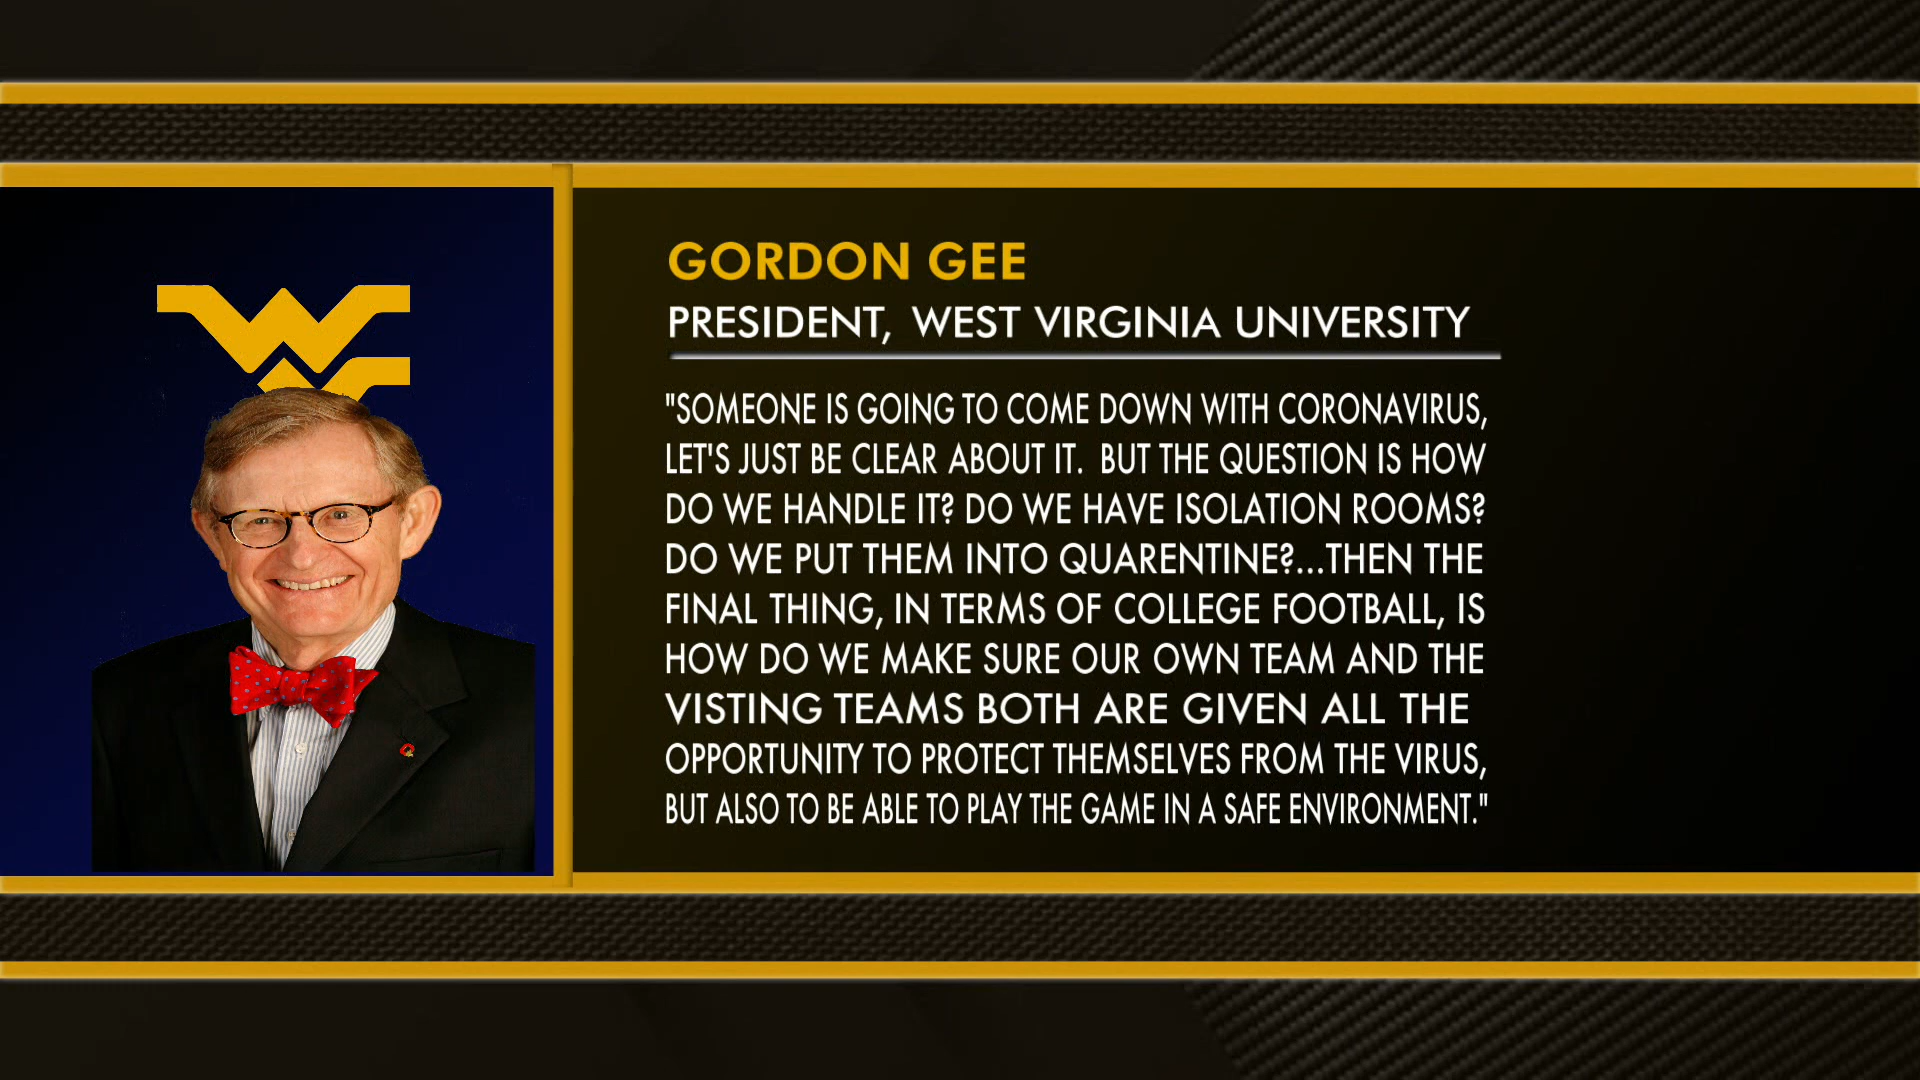 GORDON GEE
PRESIDENT, WEST VIRGINIA UNIVERSITY
"SOMEONE IS GOING TO COME DOWN WITH CORONAVIRUS,
LET'S JUST BE CLEAR ABOUT IT. BUT THE QUESTION IS HOW
DO WE HANDLE IT? DO WE HAVE ISOLATION ROOMS?
DO WE PUT THEM INTO QUARENTINE?...THEN THE
FINAL THING, IN TERMS OF COLLEGE FOOTBALL, IS
HOW DO WE MAKE SURE OUR OWN TEAM AND THE
VISTING TEAMS BOTH ARE GIVEN ALL THE
OPPORTUNITY TO PROTECT THEMSELVES FROM THE VIRUS,
BUT ALSO TO BE ABLE TO PLAY THE GAME IN A SAFE ENVIRONMENT."